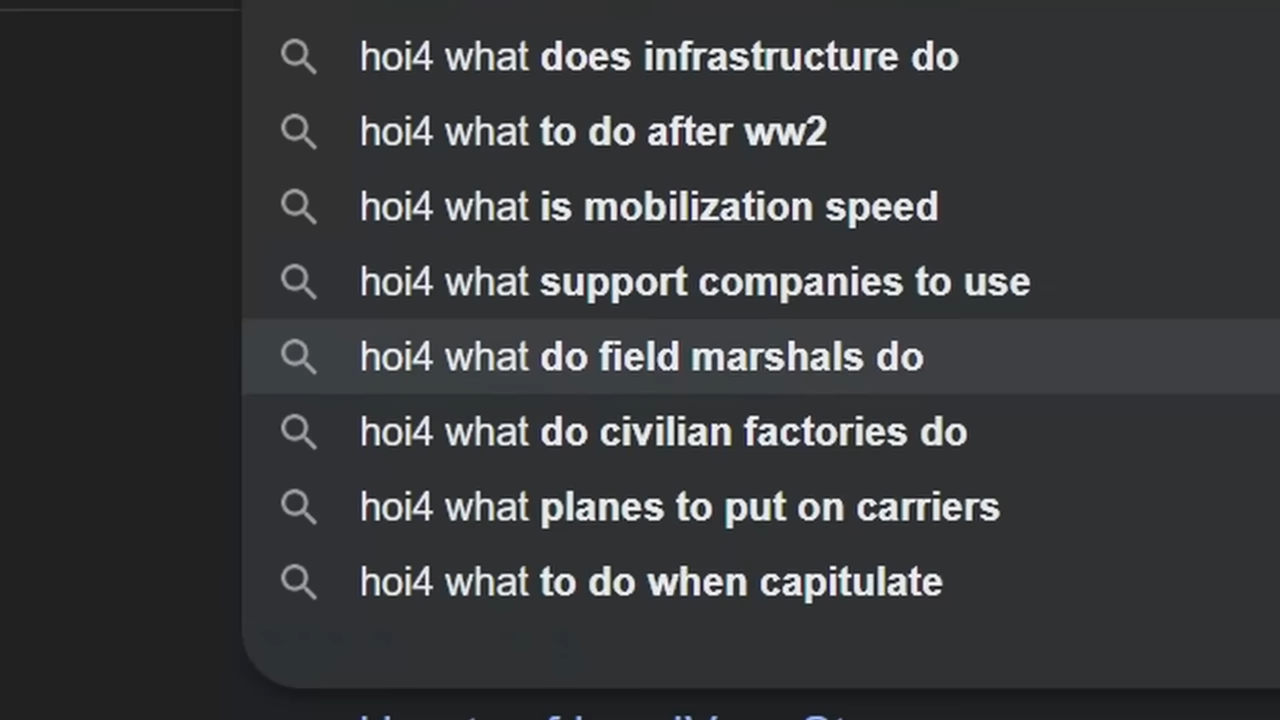 hoi4 what does infrastructure do
hoi4 what to do after ww2
hoi4 what is mobilization speed
hoi4 what support companies to use
hoi4 what do field marshals do
hoi4 what do civilian factories do
hoi4 what planes to put on carriers
hoi4 what to do when capitulate